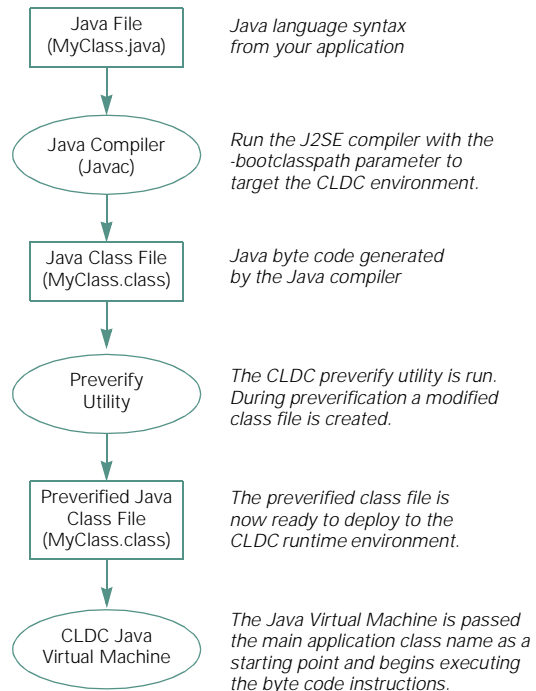 Java File
(MyClass.java)
Java language syntax
from your application
Java Compiler
(Javac)
Run the J2SE compiler with the
-bootclasspath parameter to
target the CLDC environment.
Java Class File
(MyClass.class)
Java byte code generated
by the Java compiler
Preverify
Utility
The CLDC preverify utility is run.
During preverification a modified
class file is created.
Preverified Java
Class File
(MyClass.class)
The preverified class file is
now ready to deploy to the
CLDC runtime environment.
CLDC Java
Virtual Machine
The Java Virtual Machine is passed
the main application class name as a
starting point and begins executing
the byte code instructions.